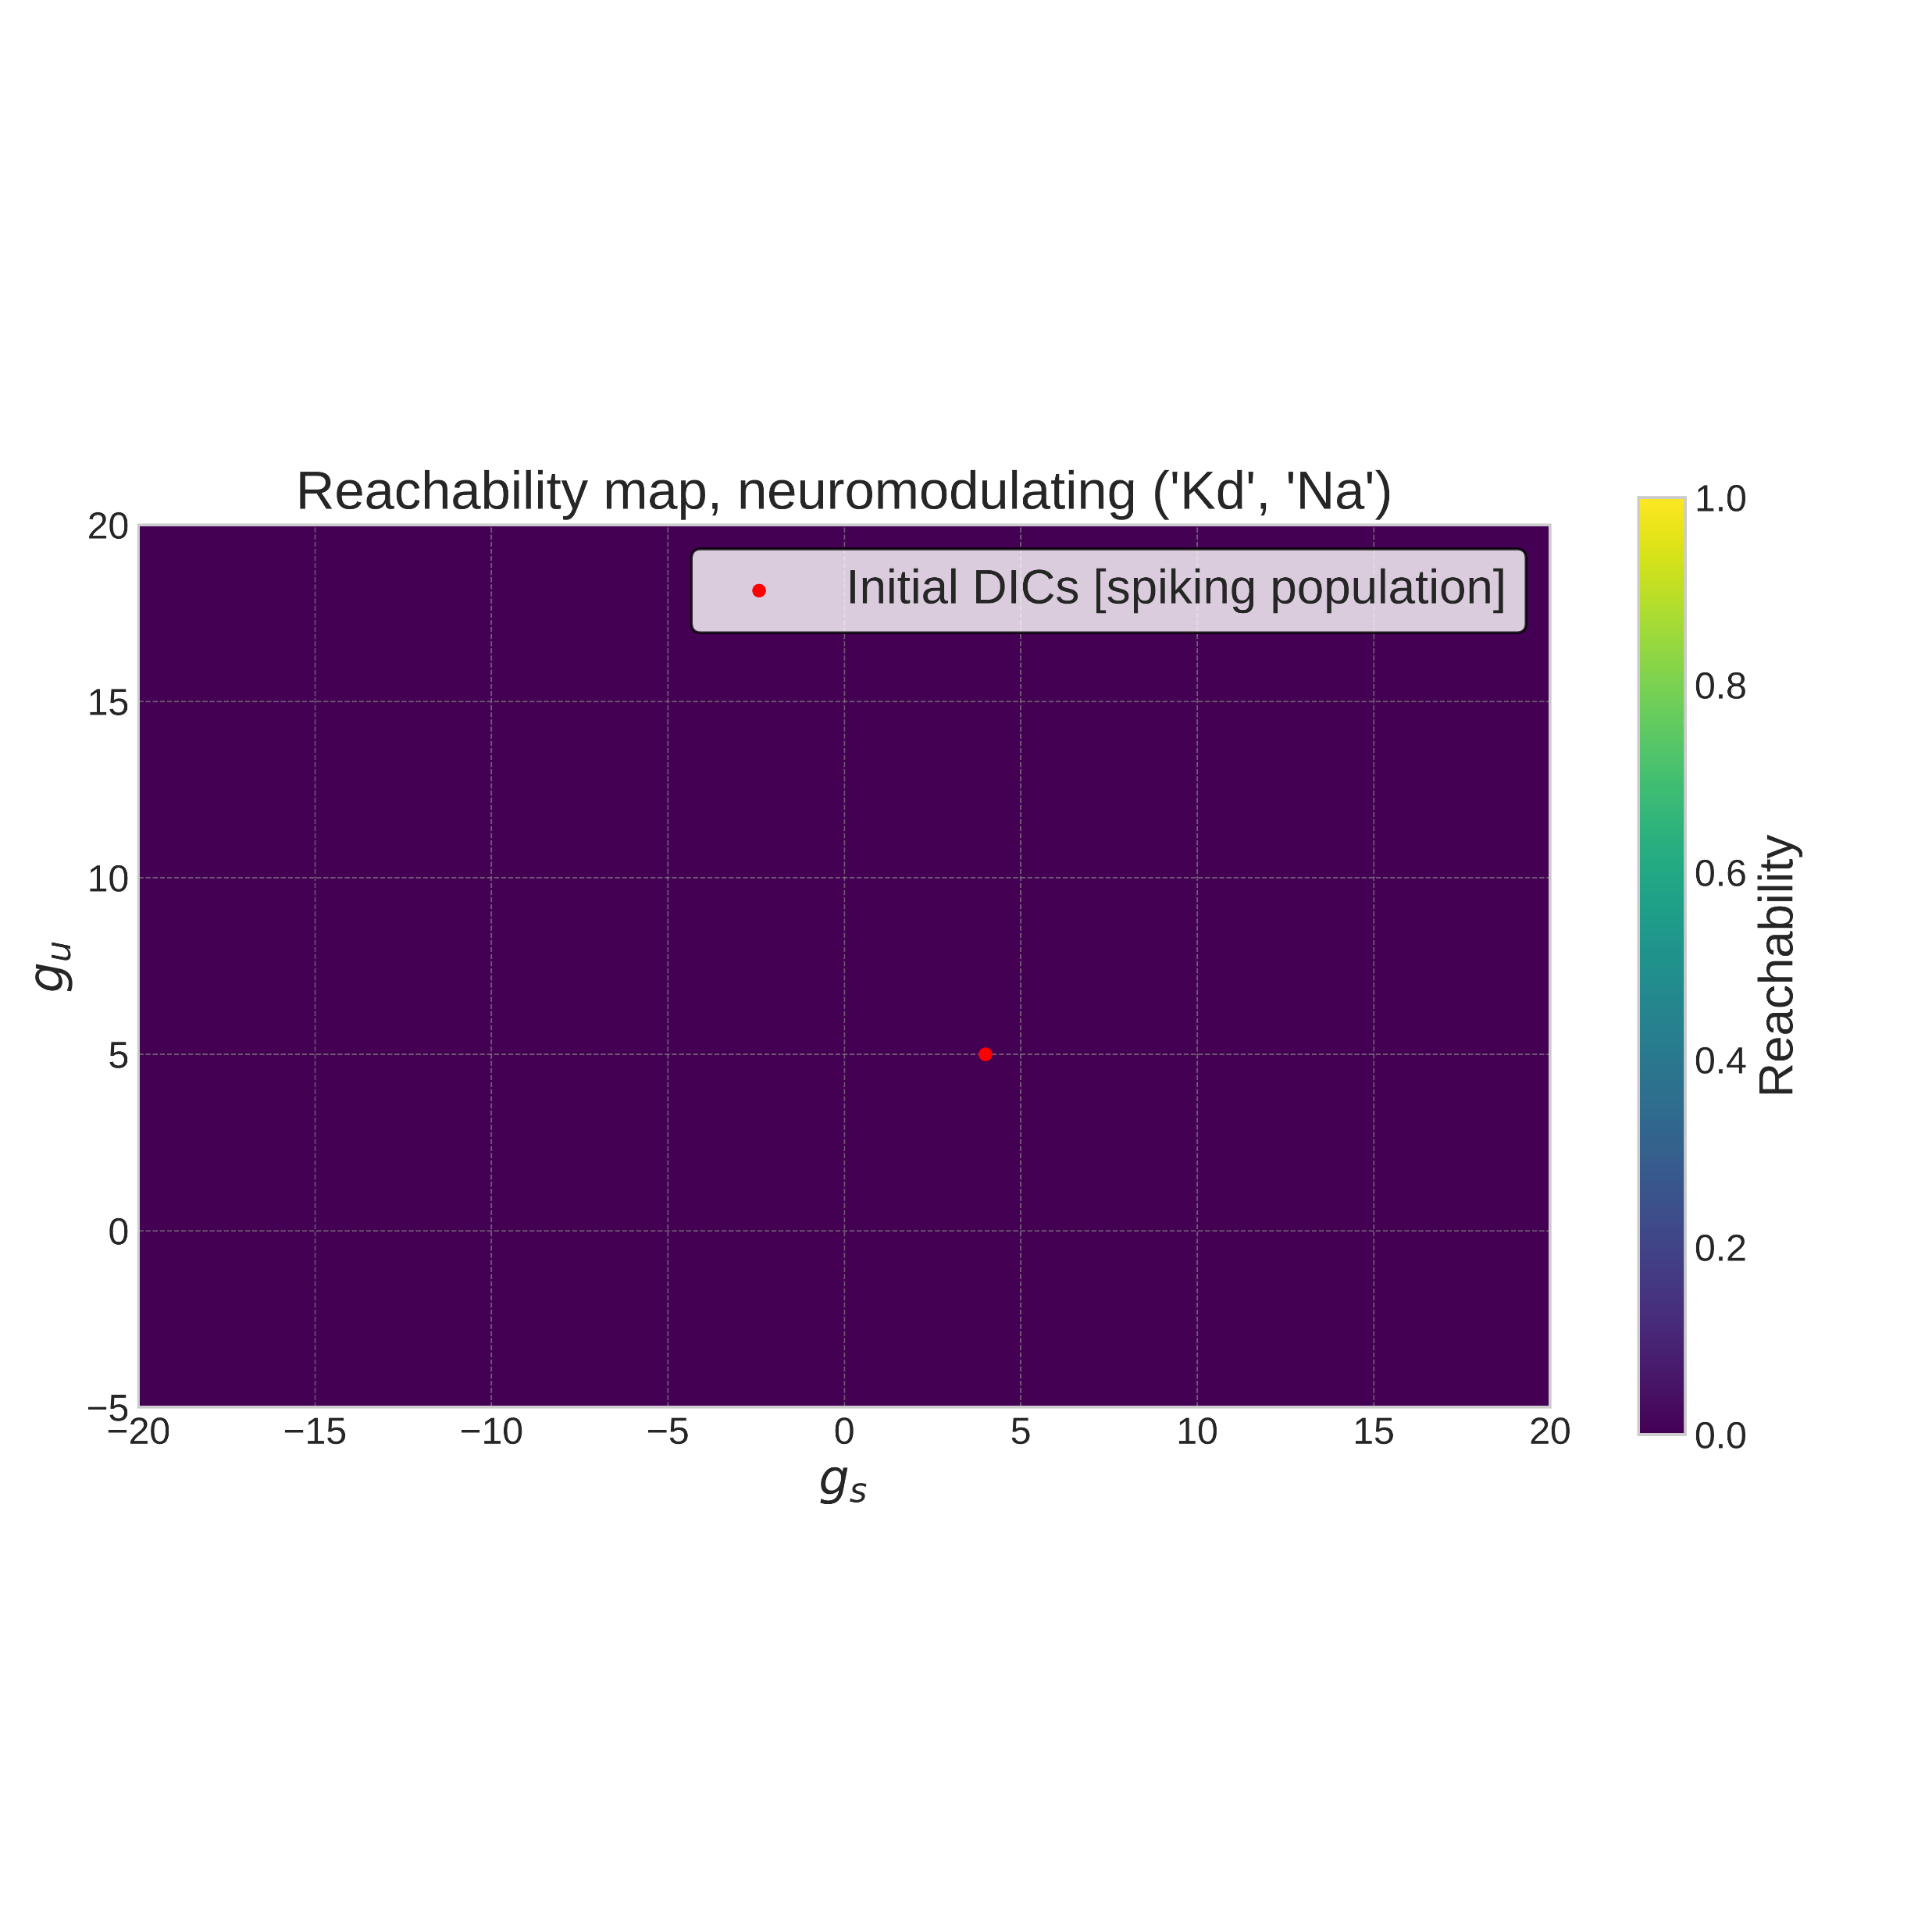 Reachability map, neuromodulating ('Kd', 'Na')
Initial DICs [spiking population]
20
15
10
5
0
−5
g_u
−20 −15 −10 −5 0 5 10 15 20
g_s
1.0
0.8
0.6
0.4
0.2
0.0
Reachability